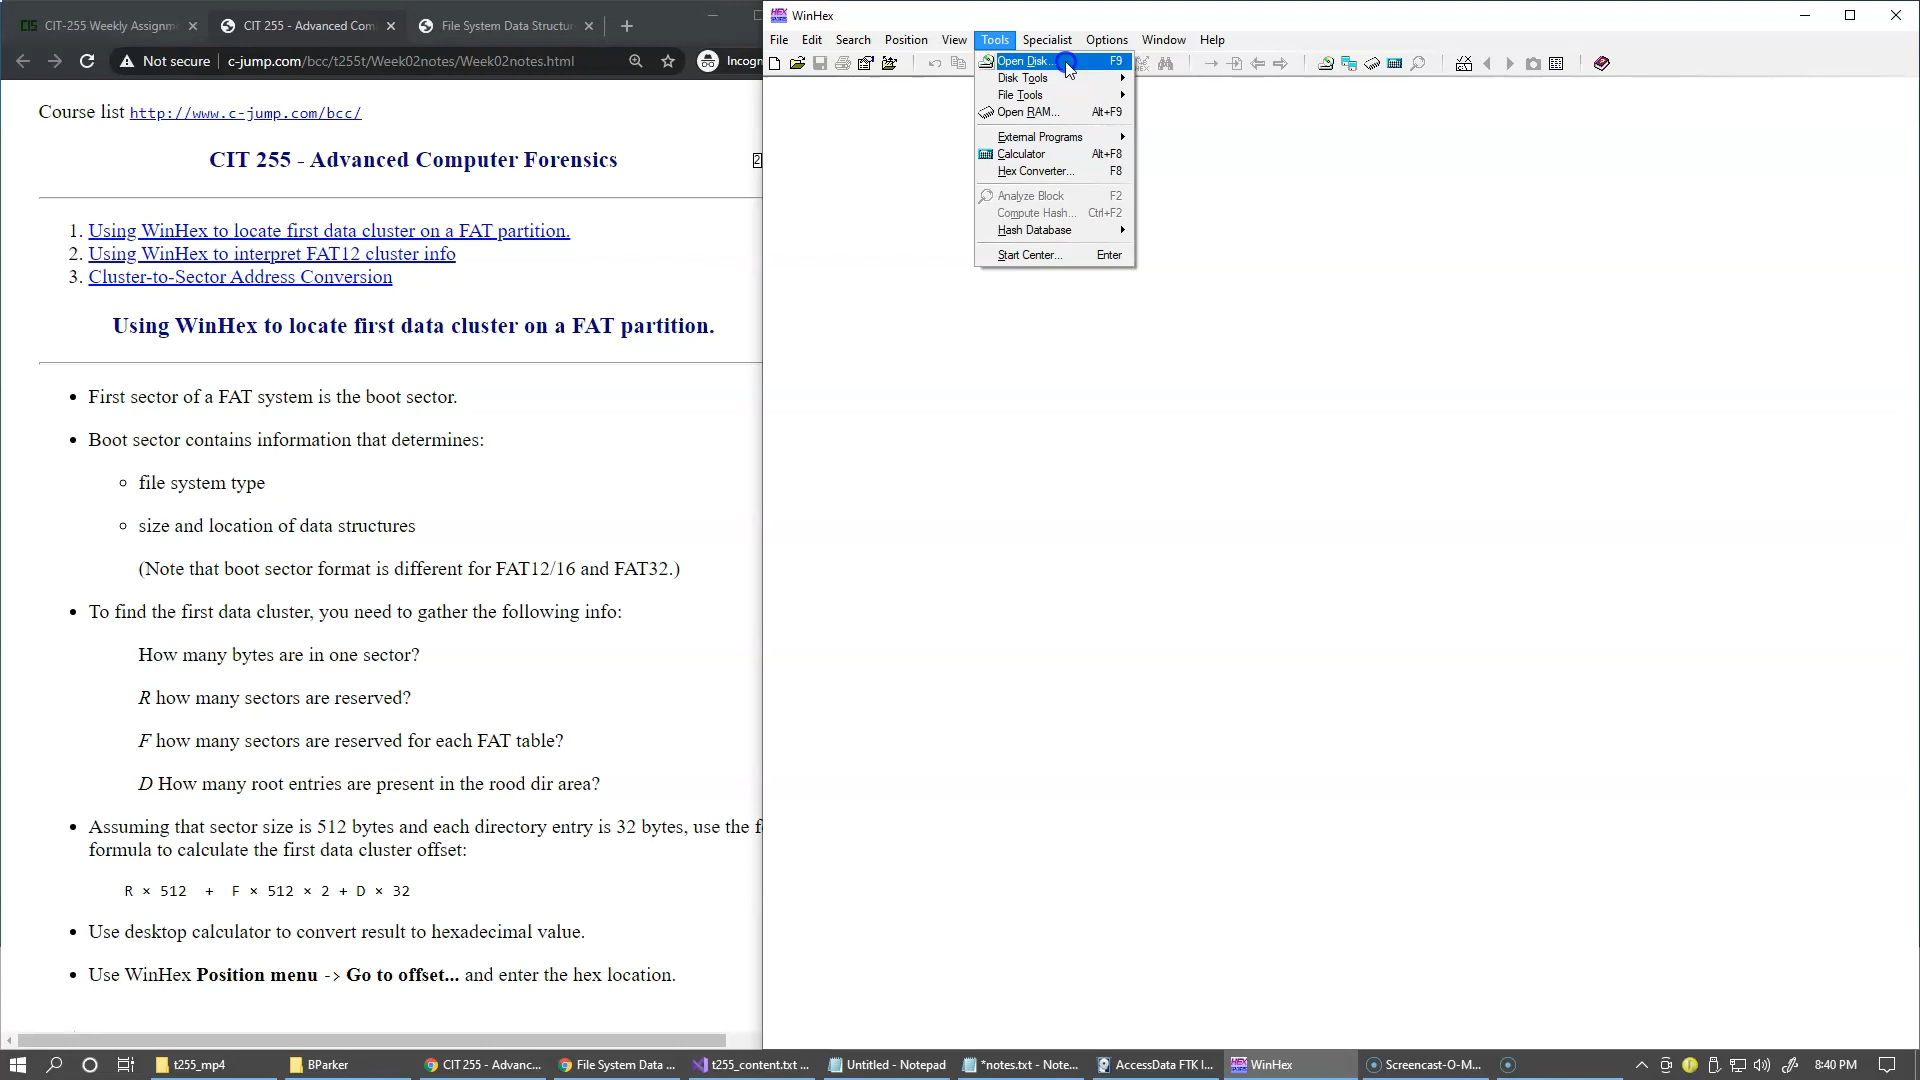 CIT-255 Weekly Assignm
CIT 255 - Advanced Com
File System Data Structur
Not secure
c-jump.com/bcc/t255t/Week02notes/Week02notes.html
Incogn
Course list http://www.c-jump.com/bcc/
CIT 255 - Advanced Computer Forensics
1. Using WinHex to locate first data cluster on a FAT partition.
2. Using WinHex to interpret FAT12 cluster info
3. Cluster-to-Sector Address Conversion
Using WinHex to locate first data cluster on a FAT partition.
• First sector of a FAT system is the boot sector.
• Boot sector contains information that determines:
file system type
size and location of data structures
(Note that boot sector format is different for FAT12/16 and FAT32.)
• To find the first data cluster, you need to gather the following info:
How many bytes are in one sector?
R how many sectors are reserved?
F how many sectors are reserved for each FAT table?
D How many root entries are present in the rood dir area?
• Assuming that sector size is 512 bytes and each directory entry is 32 bytes, use the f
formula to calculate the first data cluster offset:
R × 512 + F × 512 × 2 + D × 32
• Use desktop calculator to convert result to hexadecimal value.
• Use WinHex Position menu -> Go to offset... and enter the hex location.
WinHex
File Edit Search Position View Tools Specialist Options Window Help
Open Disk... F9
Disk Tools
File Tools
Open RAM... Alt+F9
External Programs
Calculator Alt+F8
Hex Converter... F8
Analyze Block F2
Compute Hash... Ctrl+F2
Hash Database
Start Center... Enter
t255_mp4
BParker
CIT 255 - Advanc...
File System Data ...
t255_content.txt ...
Untitled - Notepad
*notes.txt - Note...
AccessData FTK I...
WinHex
Screencast-O-M...
8:40 PM